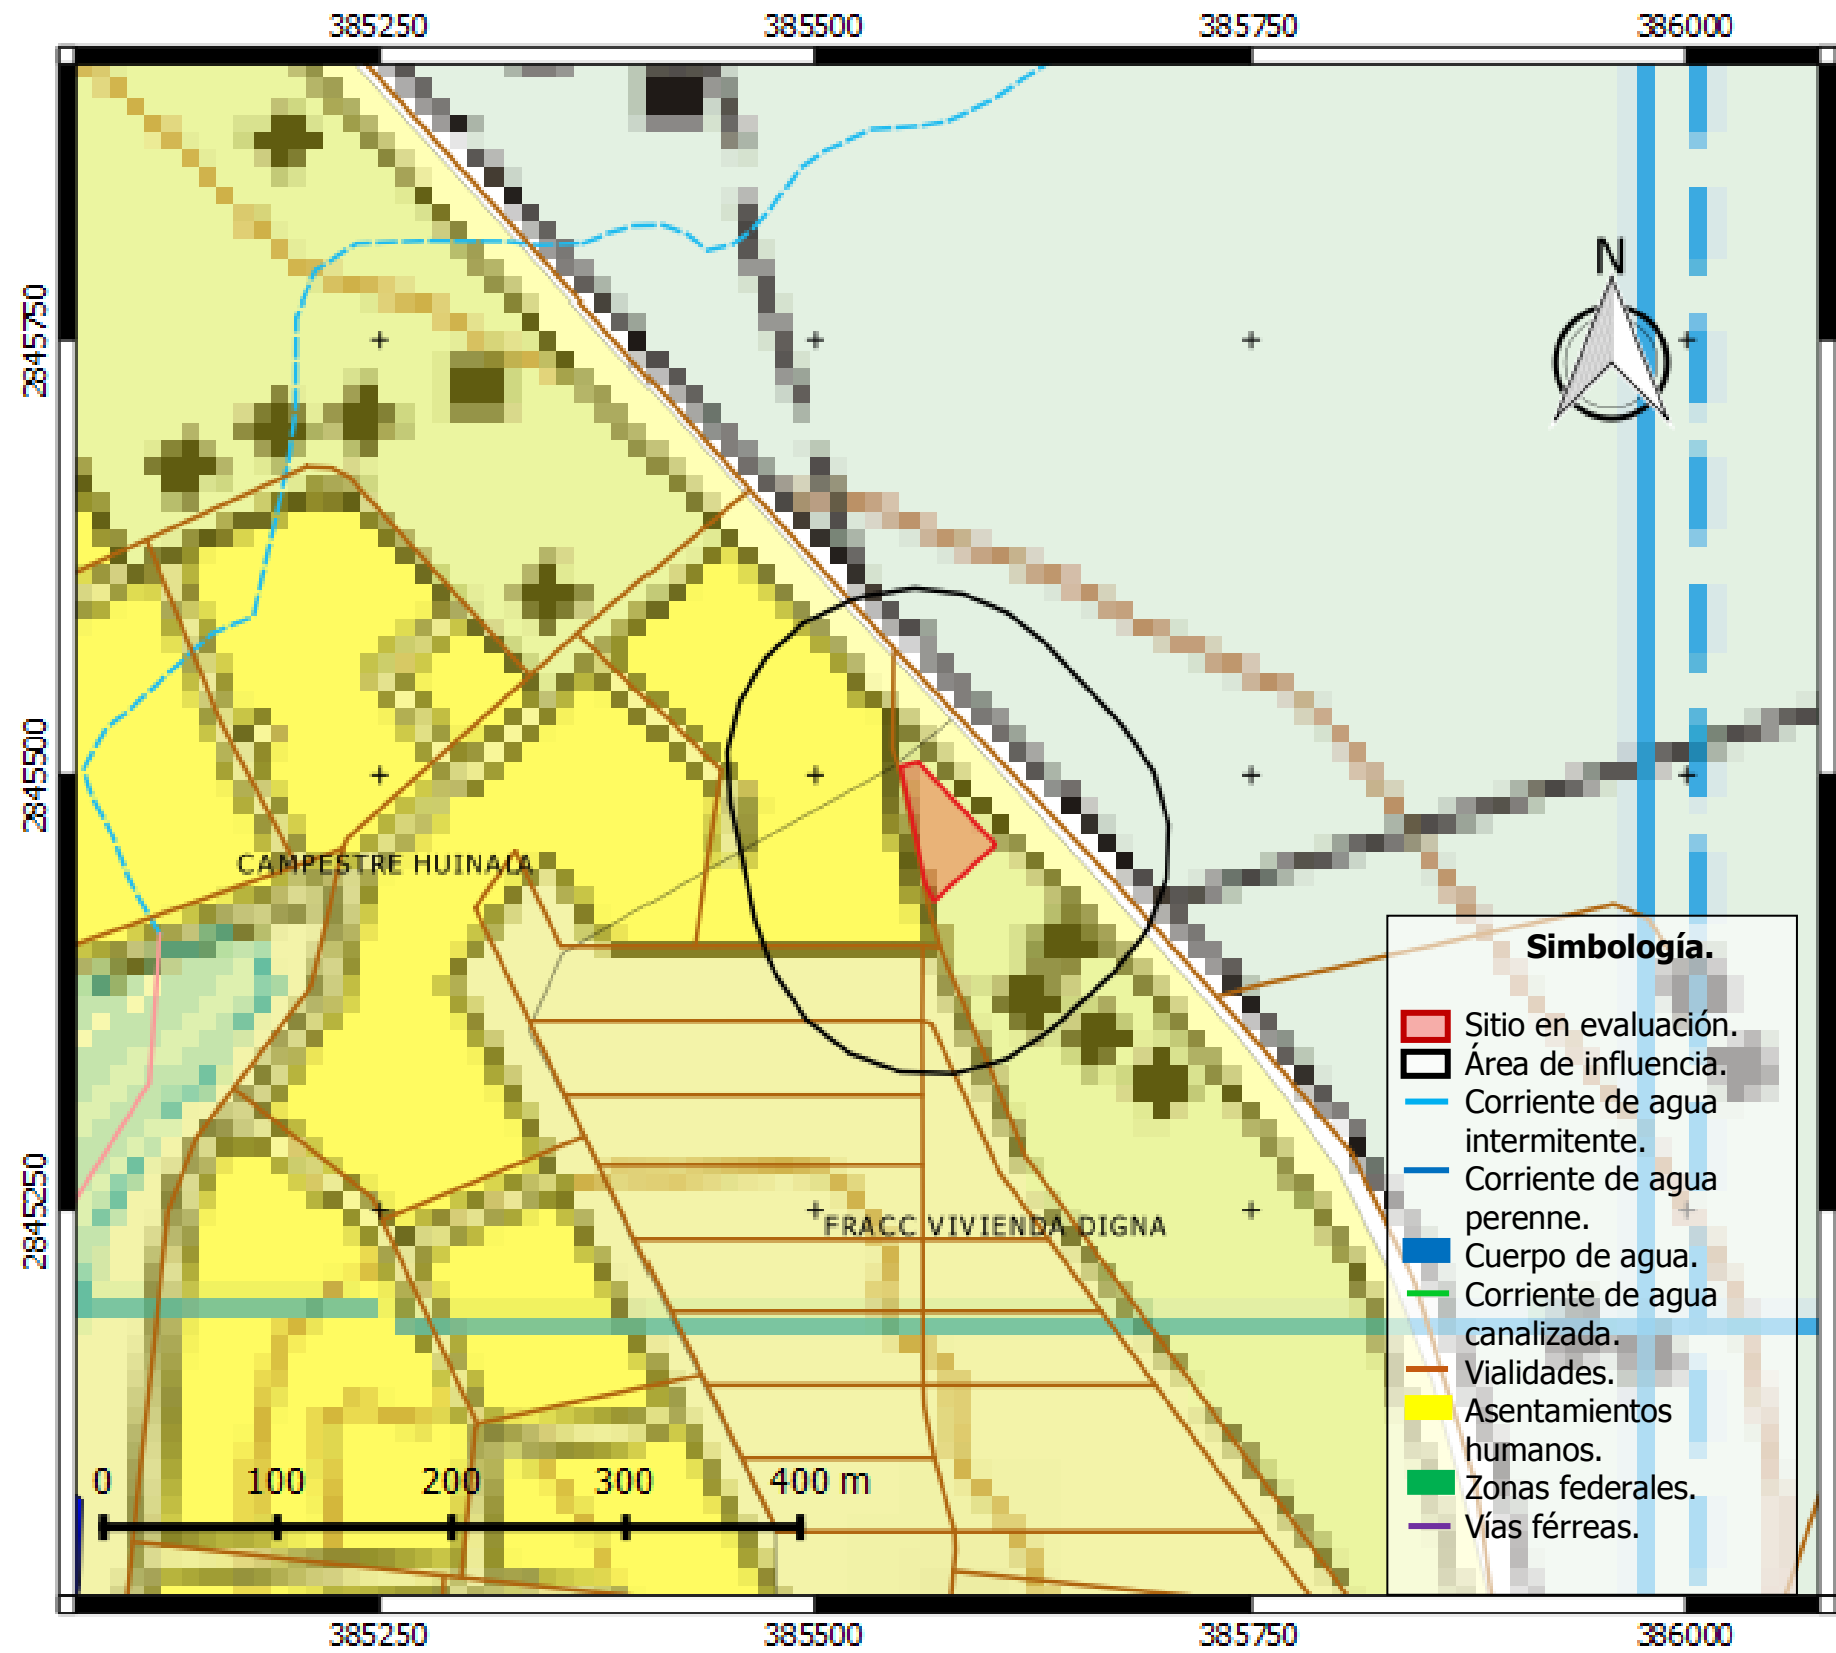 385250 385500 385750 386000
N
2845750
2845500
2845250
CAMPESTRE HUINALA
FRACC VIVIENDA DIGNA
Simbología.
Sitio en evaluación.
Área de influencia.
Corriente de agua
intermitente.
Corriente de agua
perenne.
Cuerpo de agua.
Corriente de agua
canalizada.
Vialidades.
Asentamientos
humanos.
Zonas federales.
Vías férreas.
0 100 200 300 400 m
385250 385500 385750 386000